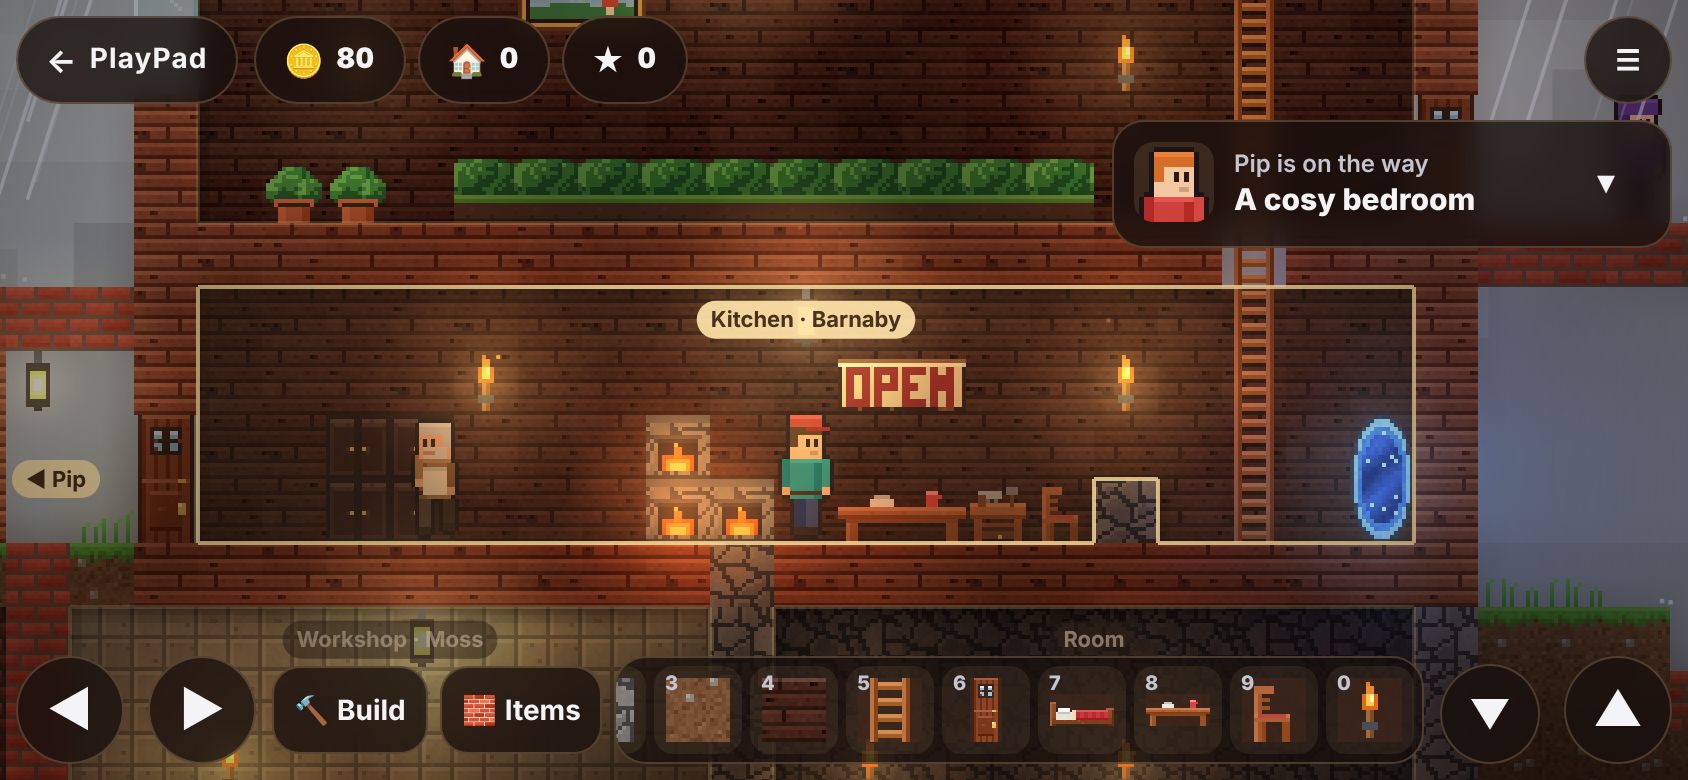 PlayPad
80
0
0
Pip is on the way
A cosy bedroom
Kitchen · Barnaby
OPEN
Pip
Workshop · Moss
Room
Build
Items
3
4
5
6
7
8
9
0